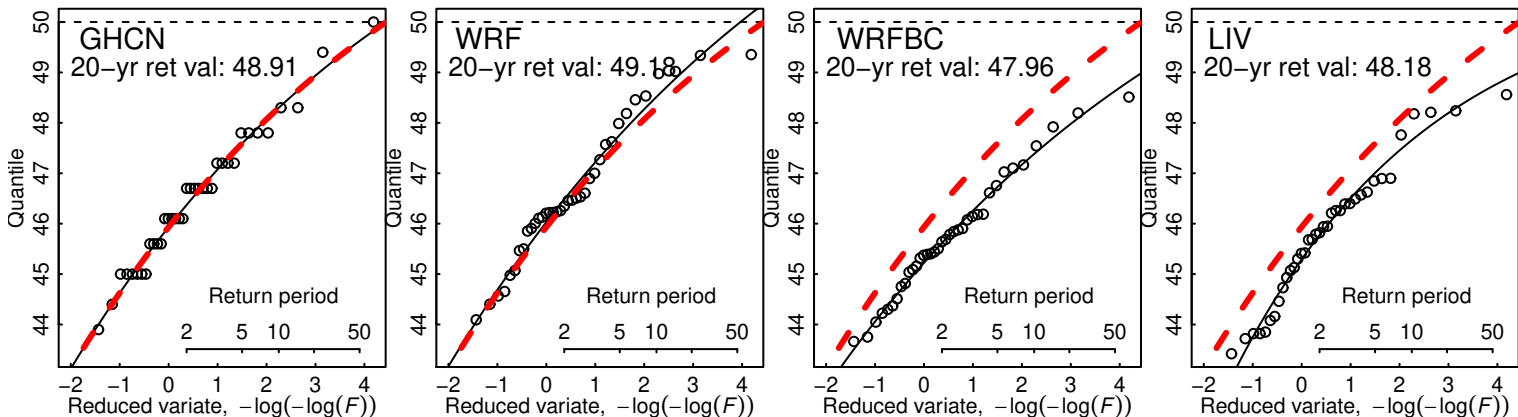 GHCN
20−yr ret val: 48.91
Quantile
50
49
48
47
46
45
44
Return period
2 5 10 50
−2 −1 0 1 2 3 4
Reduced variate, −log(−log(F))
WRF
20−yr ret val: 49.18
Quantile
50
49
48
47
46
45
44
Return period
2 5 10 50
−2 −1 0 1 2 3 4
Reduced variate, −log(−log(F))
WRFBC
20−yr ret val: 47.96
Quantile
50
49
48
47
46
45
44
Return period
2 5 10 50
−2 −1 0 1 2 3 4
Reduced variate, −log(−log(F))
LIV
20−yr ret val: 48.18
Quantile
50
49
48
47
46
45
44
Return period
2 5 10 50
−2 −1 0 1 2 3 4
Reduced variate, −log(−log(F))